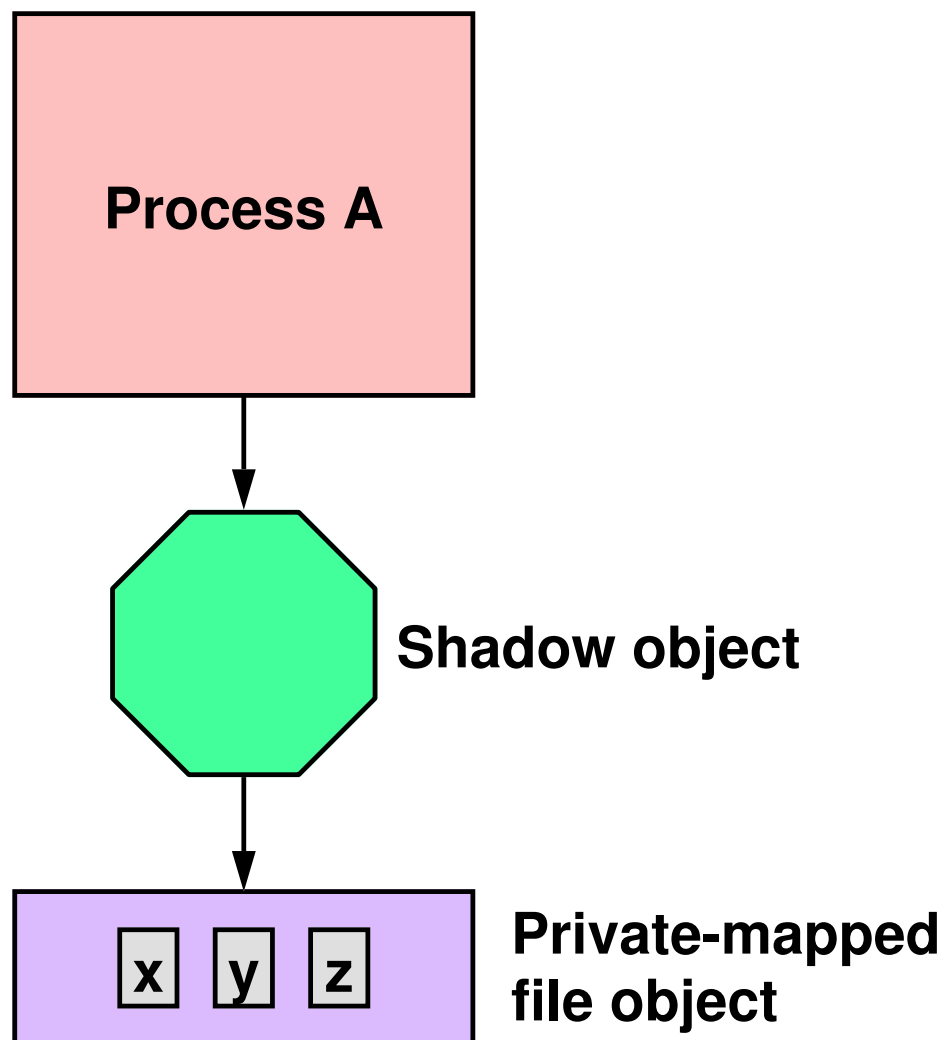 Process A
Shadow object
x y z
Private-mapped
file object